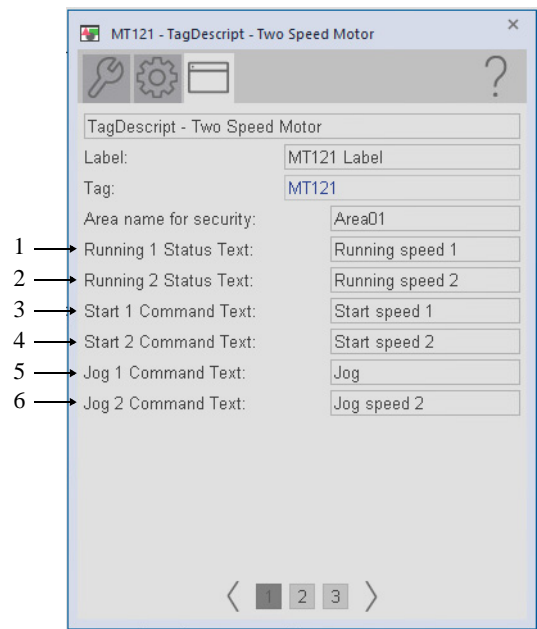 MT121 - TagDescript - Two Speed Motor ×
?
TagDescript - Two Speed Motor
Label: MT121 Label
Tag: MT121
Area name for security: Area01
1 Running 1 Status Text: Running speed 1
2 Running 2 Status Text: Running speed 2
3 Start 1 Command Text: Start speed 1
4 Start 2 Command Text: Start speed 2
5 Jog 1 Command Text: Jog
6 Jog 2 Command Text: Jog speed 2
1 2 3